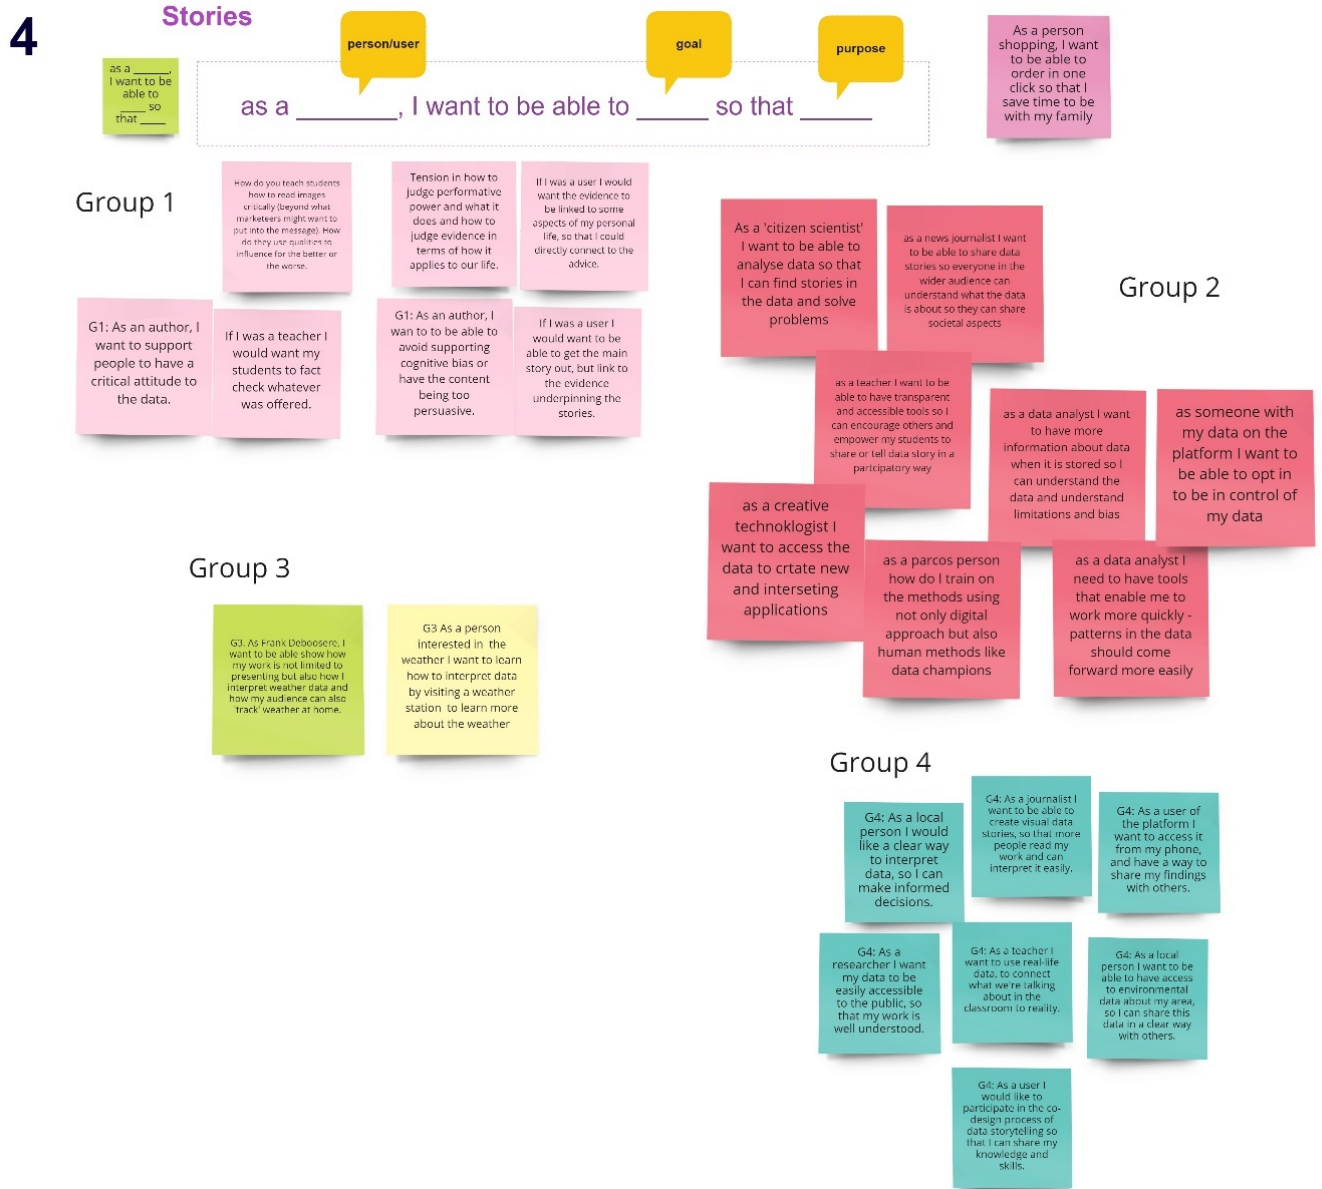 4
Stories
person/user
goal
purpose
as a _____,
I want to be
able to
____ so
that ____
as a _______, I want to be able to _____ so that _____
As a person
shopping, I want
to be able to
order in one
click so that I
save time to be
with my family
Group 1
How do you teach students
how to read images
critically (beyond what
marketeers might want to
put into the message). How
do they use qualities to
influence for the better or
the worse.
Tension in how to
judge performative
power and what it
does and how to
judge evidence in
terms of how it
applies to our life.
If I was a user I would
want the evidence to
be linked to some
aspects of my personal
life, so that I could
directly connect to the
advice.
G1: As an author, I
want to support
people to have a
critical attitude to
the data.
If I was a teacher I
would want my
students to fact
check whatever
was offered.
G1: As an author, I
wan to to be able to
avoid supporting
cognitive bias or
have the content
being too
persuasive.
If I was a user I
would want to be
able to get the main
story out, but link to
the evidence
underpinning the
stories.
Group 2
As a 'citizen scientist'
I want to be able to
analyse data so that
I can find stories in
the data and solve
problems
as a news journalist I want
to be able to share data
stories so everyone in the
wider audience can
understand what the data
is about so they can share
societal aspects
as a teacher I want to be
able to have transparent
and accessible tools so I
can encourage others and
empower my students to
share or tell data story in a
partcipatory way
as a data analyst I want
to have more
information about data
when it is stored so I
can understand the
data and understand
limitations and bias
as someone with
my data on the
platform I want to
be able to opt in
to be in control of
my data
as a creative
technoklogist I
want to access the
data to crtate new
and interseting
applications
as a parcos person
how do I train on
the methods using
not only digital
approach but also
human methods like
data champions
as a data analyst I
need to have tools
that enable me to
work more quickly -
patterns in the data
should come
forward more easily
Group 3
G3. As Frank Deboosere, I
want to be able show how
my work is not limited to
presenting but also how I
interpret weather data and
how my audience can also
'track' weather at home.
G3 As a person
interested in the
weather I want to learn
how to interpret data
by visiting a weather
station to learn more
about the weather
Group 4
G4: As a local
person I would
like a clear way
to interpret
data, so I can
make informed
decisions.
G4: As a journalist I
want to be able to
create visual data
stories, so that more
people read my
work and can
interpret it easily.
G4: As a user of
the platform I
want to access it
from my phone,
and have a way to
share my findings
with others.
G4: As a
researcher I want
my data to be
easily accessible
to the public, so
that my work is
well understood.
G4: As a teacher I
want to use real-life
data, to connect
what we're talking
about in the
classroom to reality.
G4: As a local
person I want to be
able to have access
to environmental
data about my area,
so I can share this
data in a clear way
with others.
G4: As a user I
would like to
participate in the co-
design process of
data storytelling so
that I can share my
knowledge and
skills.